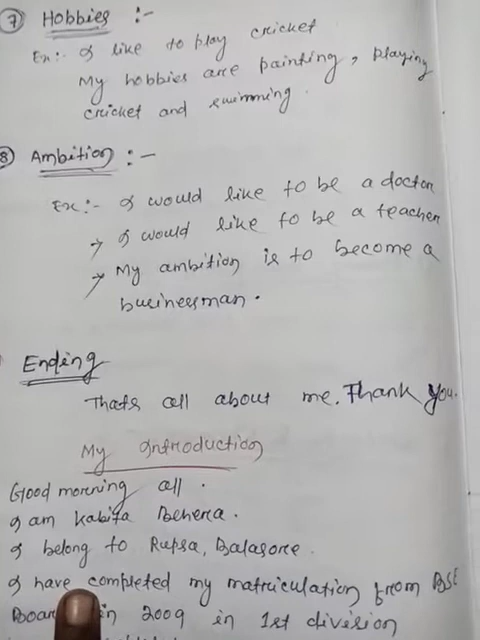 ⑦ Hobbies :-
Ex:- I like to play cricket
My hobbies are painting, playing
cricket and swimming.
⑧ Ambition :-
Ex:- I would like to be a doctor
→ I would like to be a teacher
→ My ambition is to become a
businessman.
Ending
Thats all about me. Thank you.
My Introduction
Good morning all.
I am Kabita Behera.
I belong to Rupsa, Balasore.
I have completed my matriculation from BSE
Board in 2009 in 1st division